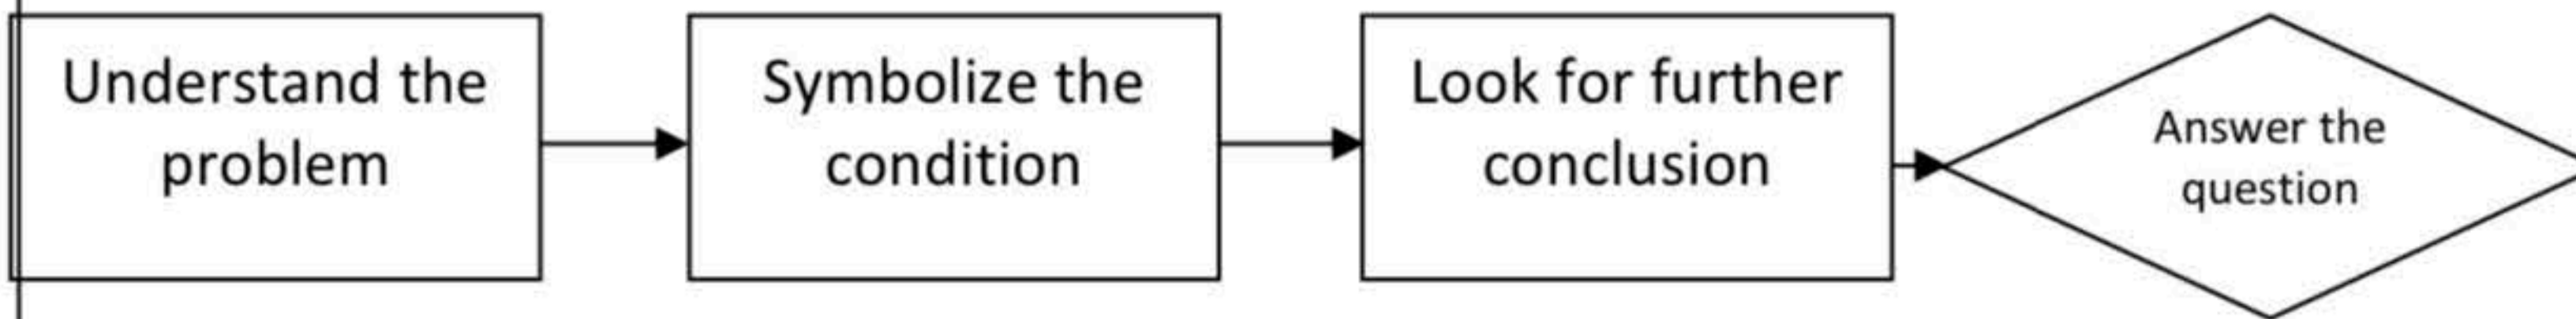 Understand the
problem
Symbolize the
condition
Look for further
conclusion
Answer the
question